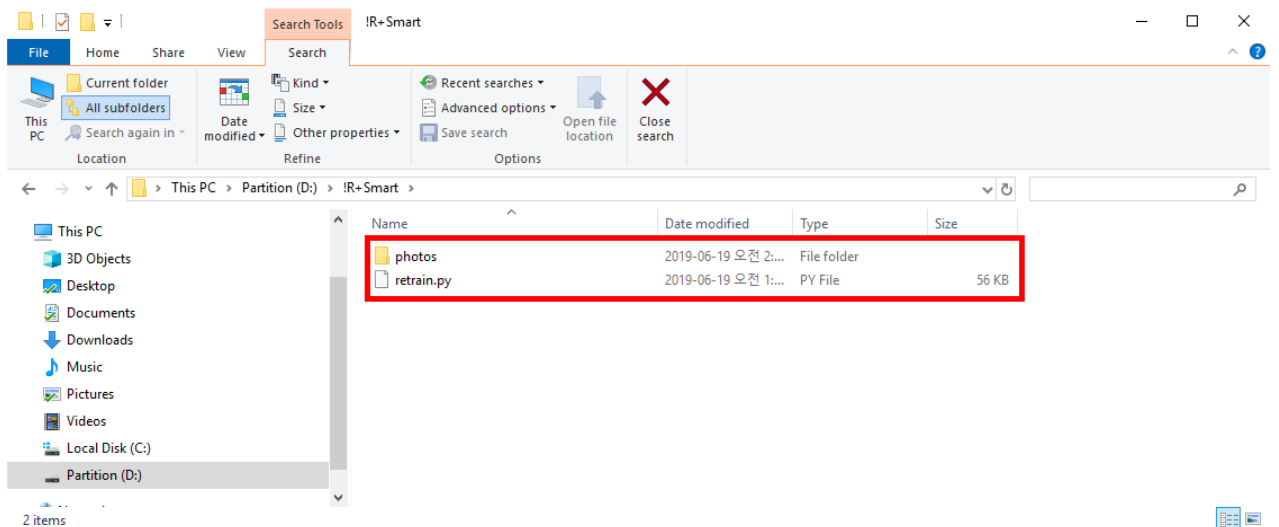 Search Tools !R+Smart
File Home Share View Search
Current folder
All subfolders
Search again in
This PC
Location
Date modified
Kind
Size
Other properties
Refine
Recent searches
Advanced options
Save search
Open file location
Close search
Options
This PC > Partition (D:) > !R+Smart >
This PC
3D Objects
Desktop
Documents
Downloads
Music
Pictures
Videos
Local Disk (C:)
Partition (D:)
Name Date modified Type Size
photos 2019-06-19 오전 2:... File folder
retrain.py 2019-06-19 오전 1:... PY File 56 KB
2 items